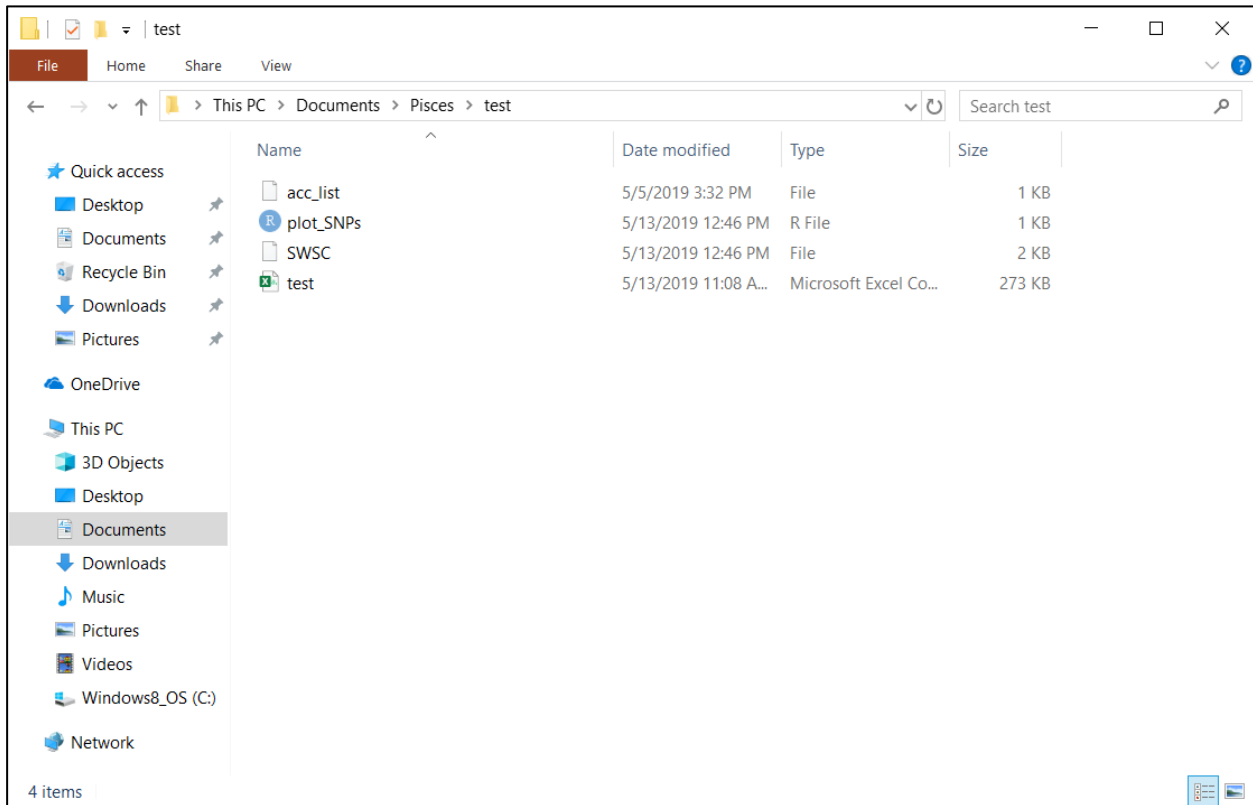 test
File Home Share View ?
This PC > Documents > Pisces > test Search test
Name Date modified Type Size
Quick access
Desktop
Documents
Recycle Bin
Downloads
Pictures
OneDrive
This PC
3D Objects
Desktop
Documents
Downloads
Music
Pictures
Videos
Windows8_OS (C:)
Network
acc_list 5/5/2019 3:32 PM File 1 KB
R plot_SNPs 5/13/2019 12:46 PM R File 1 KB
SWSC 5/13/2019 12:46 PM File 2 KB
test 5/13/2019 11:08 A... Microsoft Excel Co... 273 KB
4 items